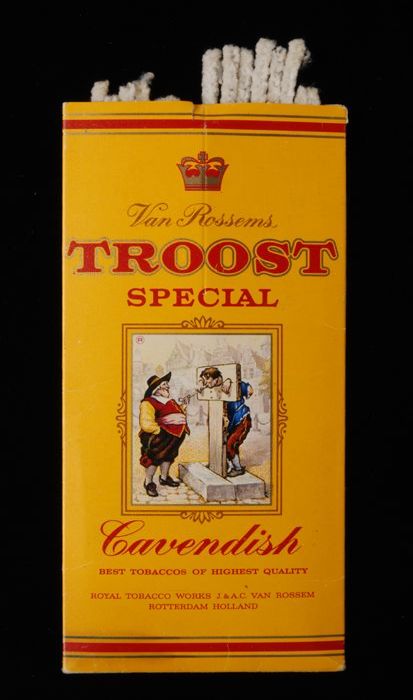 Van Rossems
TROOST
SPECIAL
R
Cavendish
BEST TOBACCOS OF HIGHEST QUALITY
ROYAL TOBACCO WORKS J. & A.C. VAN ROSSEM
ROTTERDAM HOLLAND